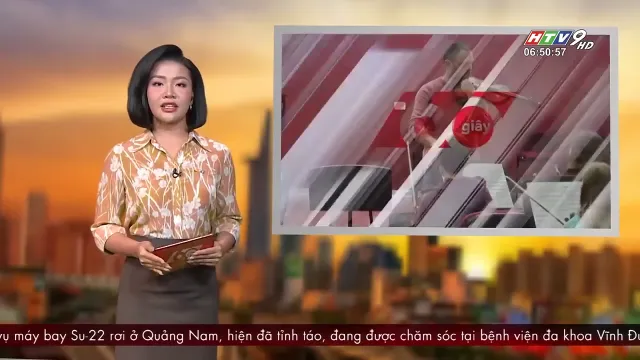 HTV9 HD
06:50:57
giây
vụ máy bay Su-22 rơi ở Quảng Nam, hiện đã tỉnh táo, đang được chăm sóc tại bệnh viện đa khoa Vĩnh Đ